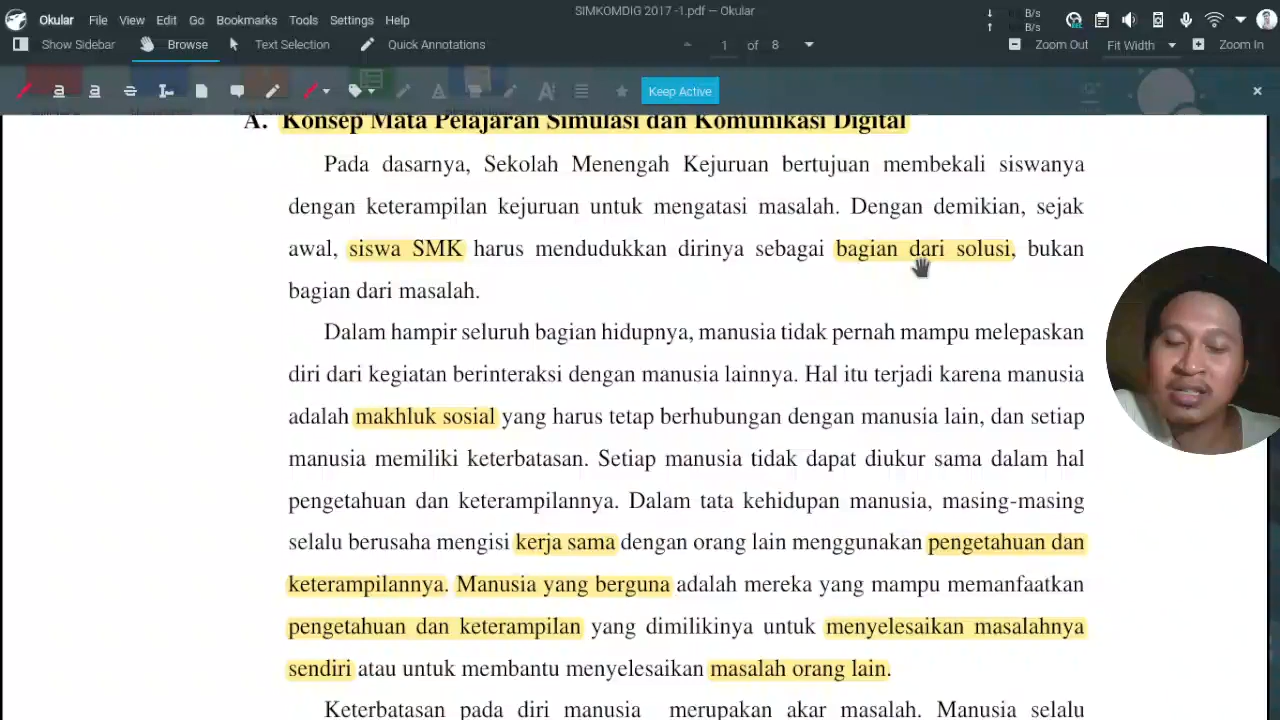 Okular File View Edit Go Bookmarks Tools Settings Help
SIMKOMDIG 2017 -1.pdf — Okular
B/s
B/s
Show Sidebar Browse Text Selection Quick Annotations
1 of 8
Zoom Out Fit Width Zoom In
Keep Active
A. Konsep Mata Pelajaran Simulasi dan Komunikasi Digital
Pada dasarnya, Sekolah Menengah Kejuruan bertujuan membekali siswanya
dengan keterampilan kejuruan untuk mengatasi masalah. Dengan demikian, sejak
awal, siswa SMK harus mendudukkan dirinya sebagai bagian dari solusi, bukan
bagian dari masalah.
Dalam hampir seluruh bagian hidupnya, manusia tidak pernah mampu melepaskan
diri dari kegiatan berinteraksi dengan manusia lainnya. Hal itu terjadi karena manusia
adalah makhluk sosial yang harus tetap berhubungan dengan manusia lain, dan setiap
manusia memiliki keterbatasan. Setiap manusia tidak dapat diukur sama dalam hal
pengetahuan dan keterampilannya. Dalam tata kehidupan manusia, masing-masing
selalu berusaha mengisi kerja sama dengan orang lain menggunakan pengetahuan dan
keterampilannya. Manusia yang berguna adalah mereka yang mampu memanfaatkan
pengetahuan dan keterampilan yang dimilikinya untuk menyelesaikan masalahnya
sendiri atau untuk membantu menyelesaikan masalah orang lain.
Keterbatasan pada diri manusia merupakan akar masalah. Manusia selalu